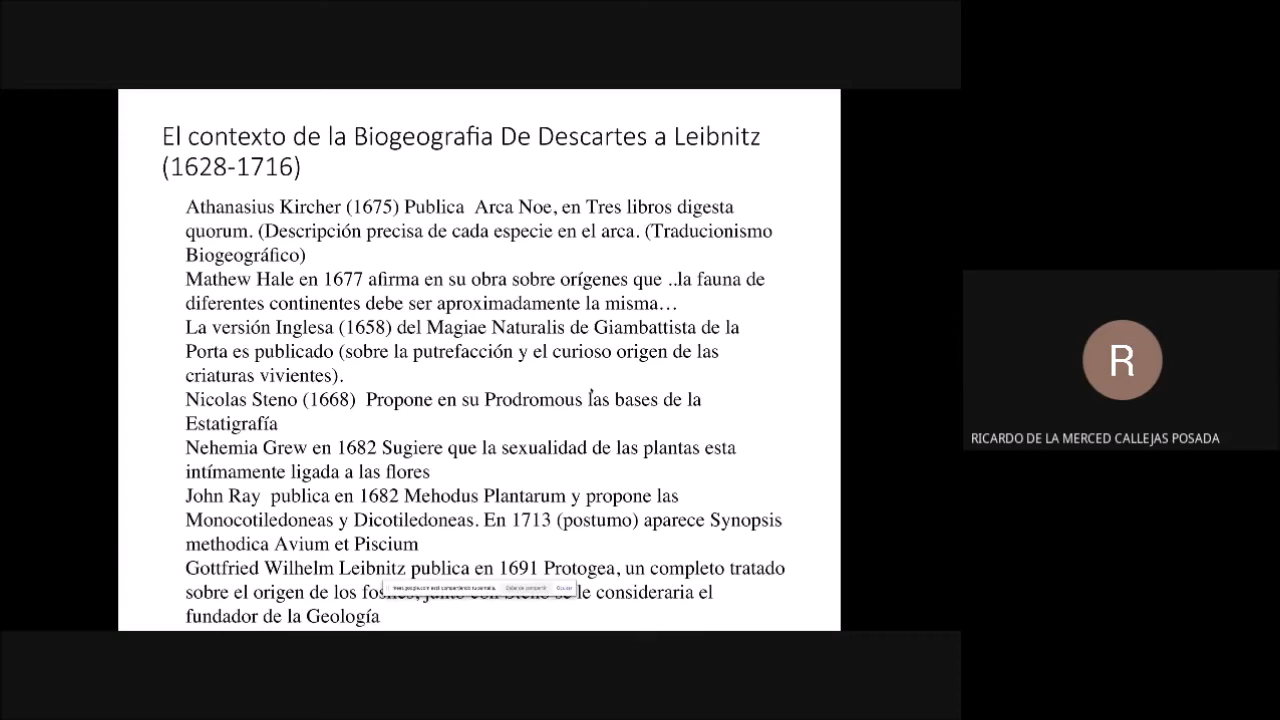 El contexto de la Biogeografia De Descartes a Leibnitz
(1628-1716)
Athanasius Kircher (1675) Publica Arca Noe, en Tres libros digesta
quorum. (Descripción precisa de cada especie en el arca. (Traducionismo
Biogeográfico)
Mathew Hale en 1677 afirma en su obra sobre orígenes que ..la fauna de
diferentes continentes debe ser aproximadamente la misma…
La versión Inglesa (1658) del Magiae Naturalis de Giambattista de la
Porta es publicado (sobre la putrefacción y el curioso origen de las
criaturas vivientes).
Nicolas Steno (1668) Propone en su Prodromous las bases de la
Estatigrafía
Nehemia Grew en 1682 Sugiere que la sexualidad de las plantas esta
intímamente ligada a las flores
John Ray publica en 1682 Mehodus Plantarum y propone las
Monocotiledoneas y Dicotiledoneas. En 1713 (postumo) aparece Synopsis
methodica Avium et Piscium
Gottfried Wilhelm Leibnitz publica en 1691 Protogea, un completo tratado
sobre el origen de los le consideraria el
fundador de la Geología
R
RICARDO DE LA MERCED CALLEJAS POSADA